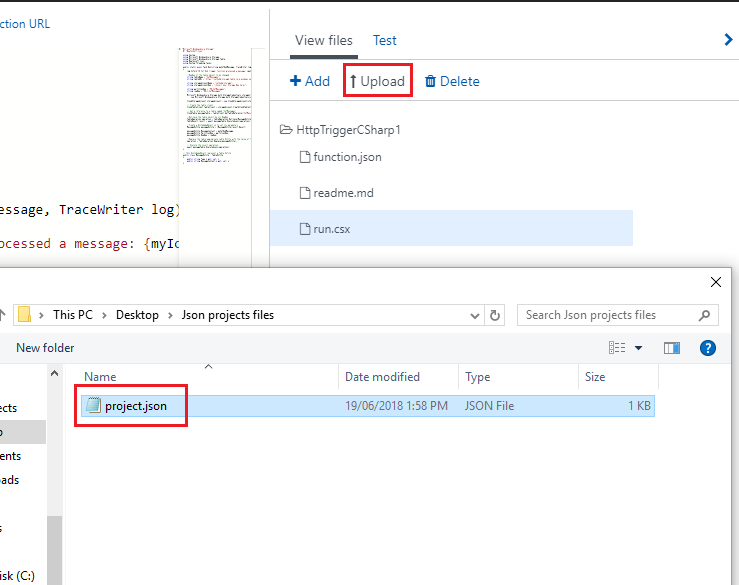 ction URL
View files Test
Add Upload Delete
HttpTriggerCSharp1
function.json
readme.md
essage, TraceWriter log)
run.csx
ocessed a message: {myIo
This PC > Desktop > Json projects files
Search Json projects files
New folder
?
Name Date modified Type Size
ects
project.json 19/06/2018 1:58 PM JSON File 1 KB
p
ents
oads
s
isk (C:)